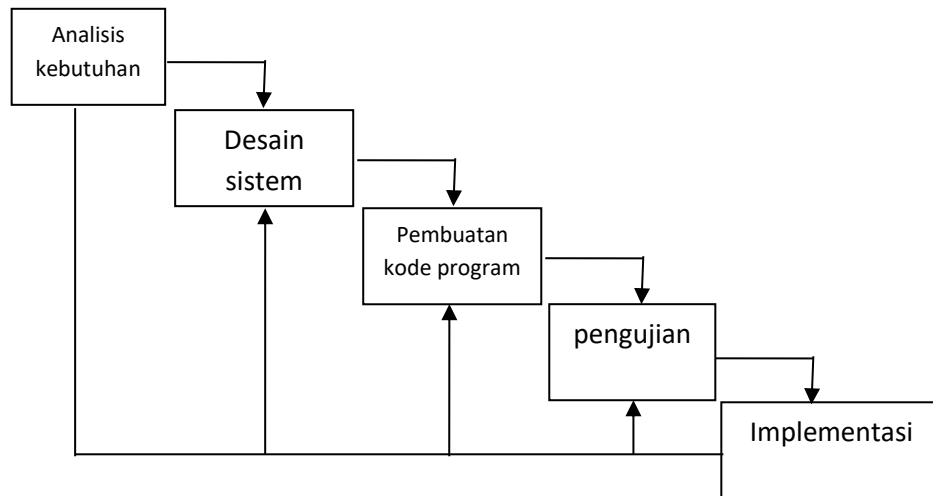 Analisis
kebutuhan
Desain
sistem
Pembuatan
kode program
pengujian
Implementasi